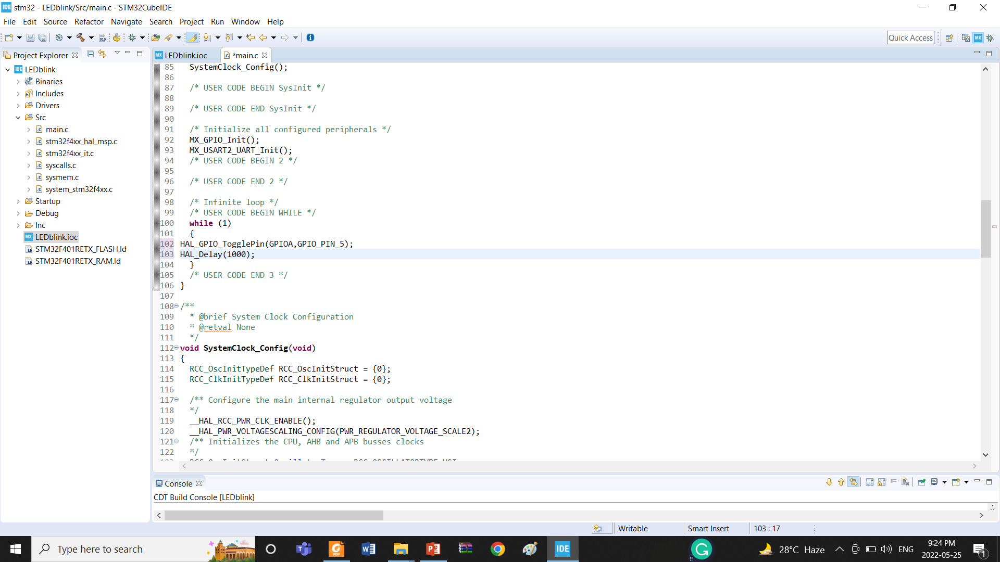 stm32 - LEDblink/Src/main.c - STM32CubeIDE
File Edit Source Refactor Navigate Search Project Run Window Help
Quick Access
Project Explorer
LEDblink
Binaries
Includes
Drivers
Src
main.c
stm32f4xx_hal_msp.c
stm32f4xx_it.c
syscalls.c
sysmem.c
system_stm32f4xx.c
Startup
Debug
Inc
LEDblink.ioc
STM32F401RETX_FLASH.ld
STM32F401RETX_RAM.ld
LEDblink.ioc *main.c
85 SystemClock_Config();
86
87 /* USER CODE BEGIN SysInit */
88
89 /* USER CODE END SysInit */
90
91 /* Initialize all configured peripherals */
92 MX_GPIO_Init();
93 MX_USART2_UART_Init();
94 /* USER CODE BEGIN 2 */
95
96 /* USER CODE END 2 */
97
98 /* Infinite loop */
99 /* USER CODE BEGIN WHILE */
100 while (1)
101 {
102 HAL_GPIO_TogglePin(GPIOA,GPIO_PIN_5);
103 HAL_Delay(1000);
104 }
105 /* USER CODE END 3 */
106 }
107
108 /**
109 * @brief System Clock Configuration
110 * @retval None
111 */
112 void SystemClock_Config(void)
113 {
114 RCC_OscInitTypeDef RCC_OscInitStruct = {0};
115 RCC_ClkInitTypeDef RCC_ClkInitStruct = {0};
116
117 /** Configure the main internal regulator output voltage
118 */
119 __HAL_RCC_PWR_CLK_ENABLE();
120 __HAL_PWR_VOLTAGESCALING_CONFIG(PWR_REGULATOR_VOLTAGE_SCALE2);
121 /** Initializes the CPU, AHB and APB busses clocks
122 */
Console
CDT Build Console [LEDblink]
Writable Smart Insert 103 : 17
Type here to search
IDE
28°C Haze
ENG
9:24 PM
2022-05-25
1